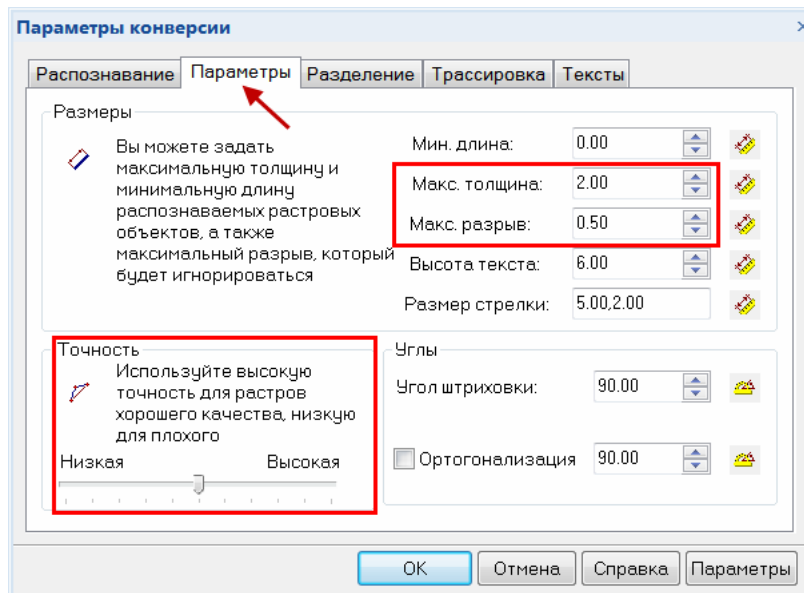 Параметры конверсии
Распознавание Параметры Разделение Трассировка Тексты
Размеры
Вы можете задать
максимальную толщину и
минимальную длину
распознаваемых растровых
объектов, а также
максимальный разрыв, который
будет игнорироваться
Мин. длина: 0.00
Макс. толщина: 2.00
Макс. разрыв: 0.50
Высота текста: 6.00
Размер стрелки: 5.00,2.00
Точность
Используйте высокую
точность для растров
хорошего качества, низкую
для плохого
Низкая Высокая
Углы
Угол штриховки: 90.00
Ортогонализация 90.00
OK Отмена Справка Параметры